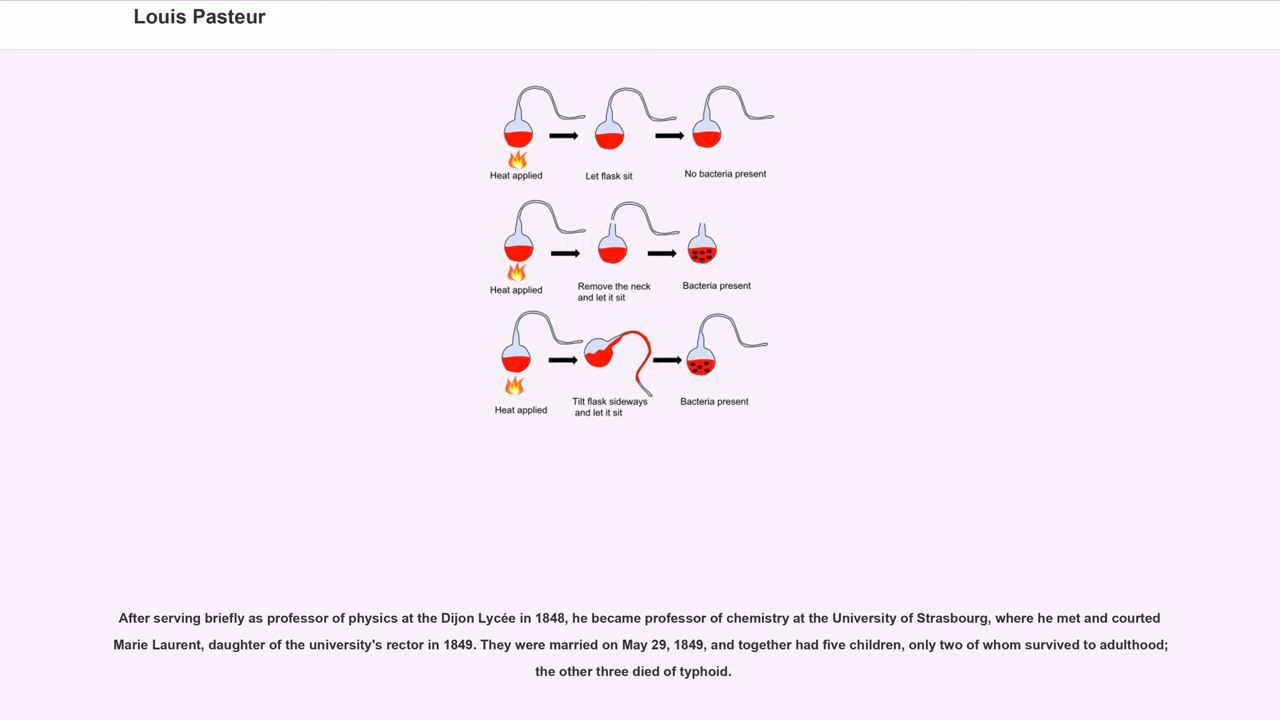 Louis Pasteur
Heat applied
Let flask sit
No bacteria present
Heat applied
Remove the neck
and let it sit
Bacteria present
Heat applied
Tilt flask sideways
and let it sit
Bacteria present
After serving briefly as professor of physics at the Dijon Lycée in 1848, he became professor of chemistry at the University of Strasbourg, where he met and courted
Marie Laurent, daughter of the university's rector in 1849. They were married on May 29, 1849, and together had five children, only two of whom survived to adulthood;
the other three died of typhoid.